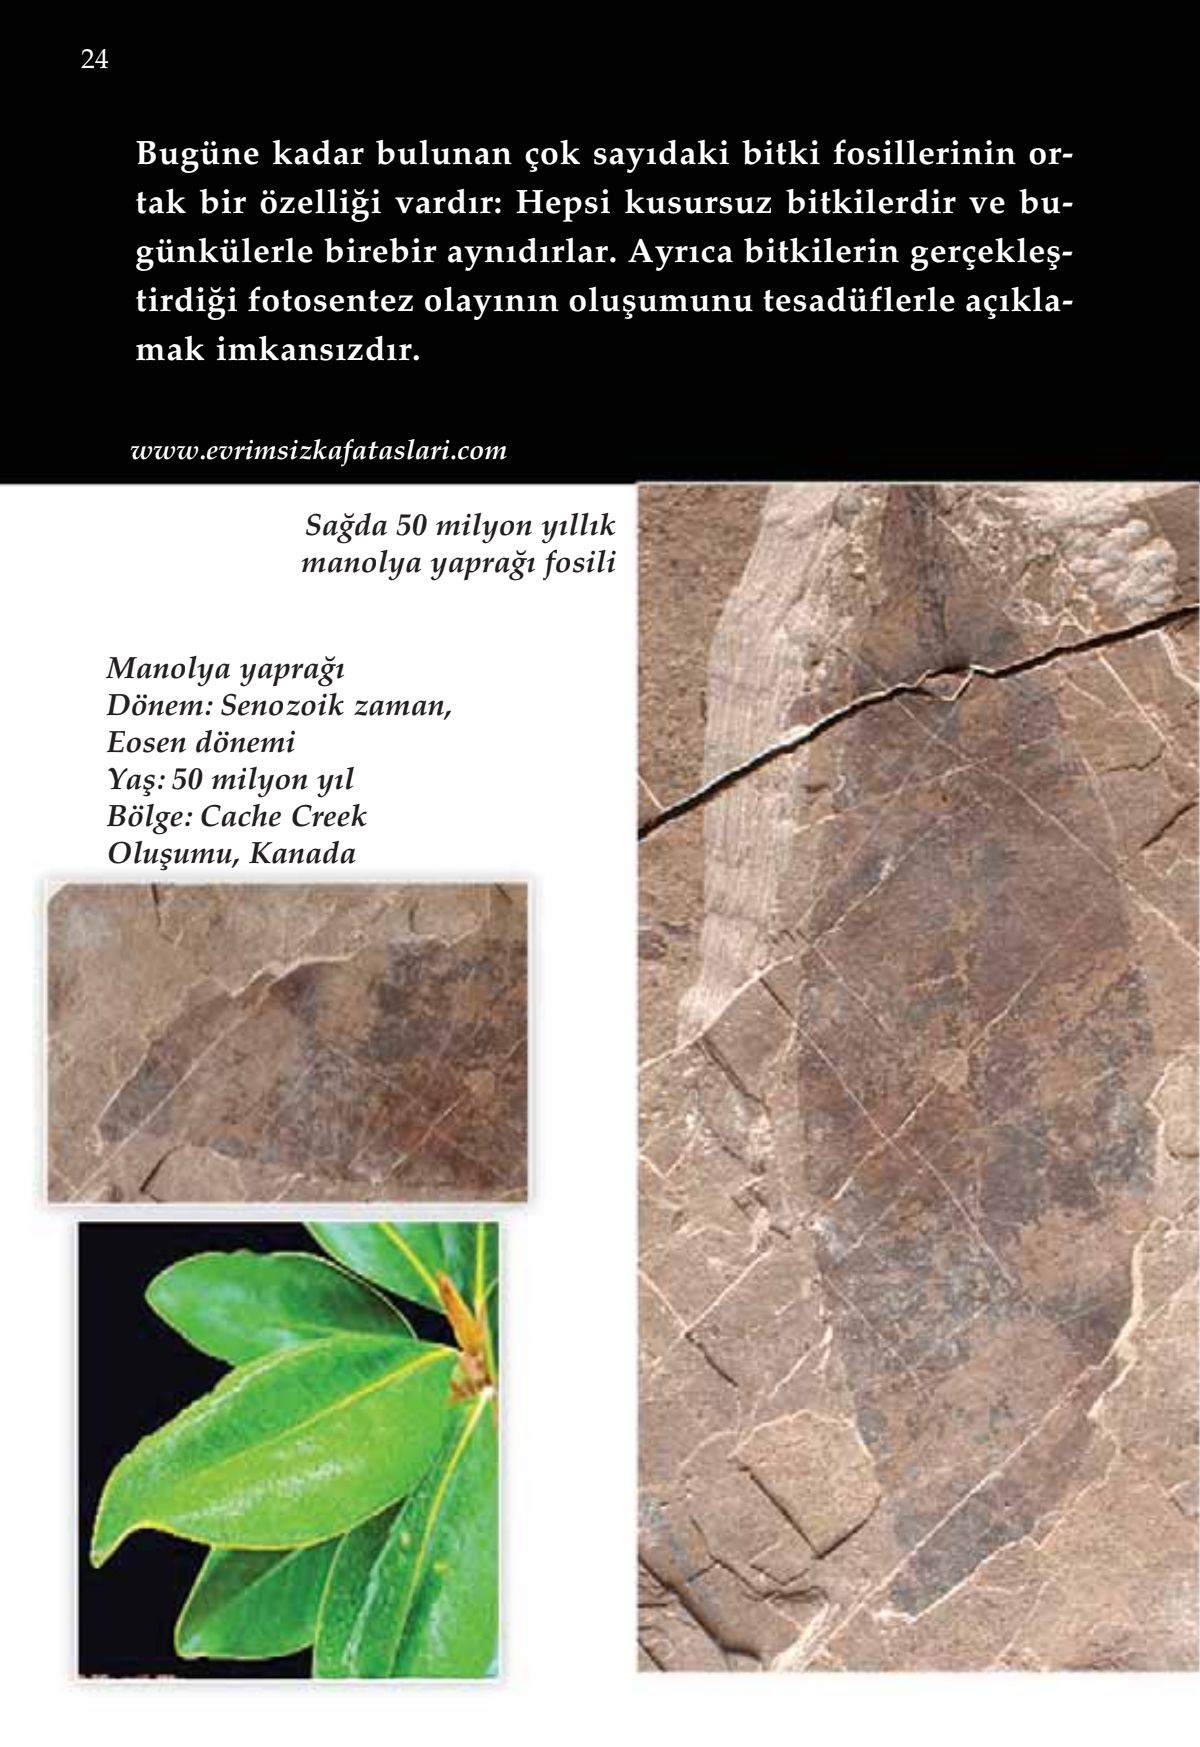 24
Bugüne kadar bulunan çok sayıdaki bitki fosillerinin or-
tak bir özelliği vardır: Hepsi kusursuz bitkilerdir ve bu-
günkülerle birebir aynıdırlar. Ayrıca bitkilerin gerçekleş-
tirdiği fotosentez olayının oluşumunu tesadüflerle açıkla-
mak imkansızdır.
www.evrimsizkafataslari.com
Sağda 50 milyon yıllık
manolya yaprağı fosili
Manolya yaprağı
Dönem: Senozoik zaman,
Eosen dönemi
Yaş: 50 milyon yıl
Bölge: Cache Creek
Oluşumu, Kanada